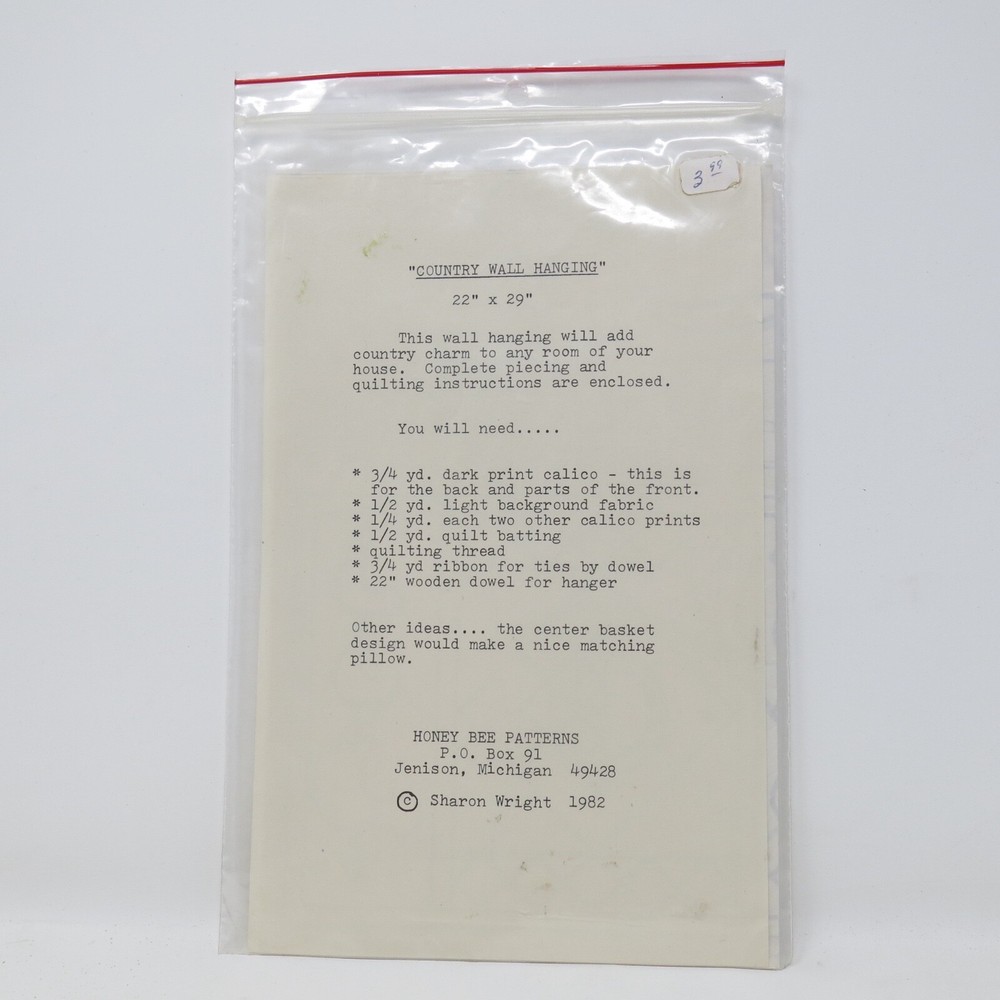 3 99
"COUNTRY WALL HANGING"
22" x 29"
This wall hanging will add
country charm to any room of your
house. Complete piecing and
quilting instructions are enclosed.
You will need.....
* 3/4 yd. dark print calico - this is
for the back and parts of the front.
* 1/2 yd. light background fabric
* 1/4 yd. each two other calico prints
* 1/2 yd. quilt batting
* quilting thread
* 3/4 yd ribbon for ties by dowel
* 22" wooden dowel for hanger
Other ideas.... the center basket
design would make a nice matching
pillow.
HONEY BEE PATTERNS
P.O. Box 91
Jenison, Michigan 49428
© Sharon Wright 1982